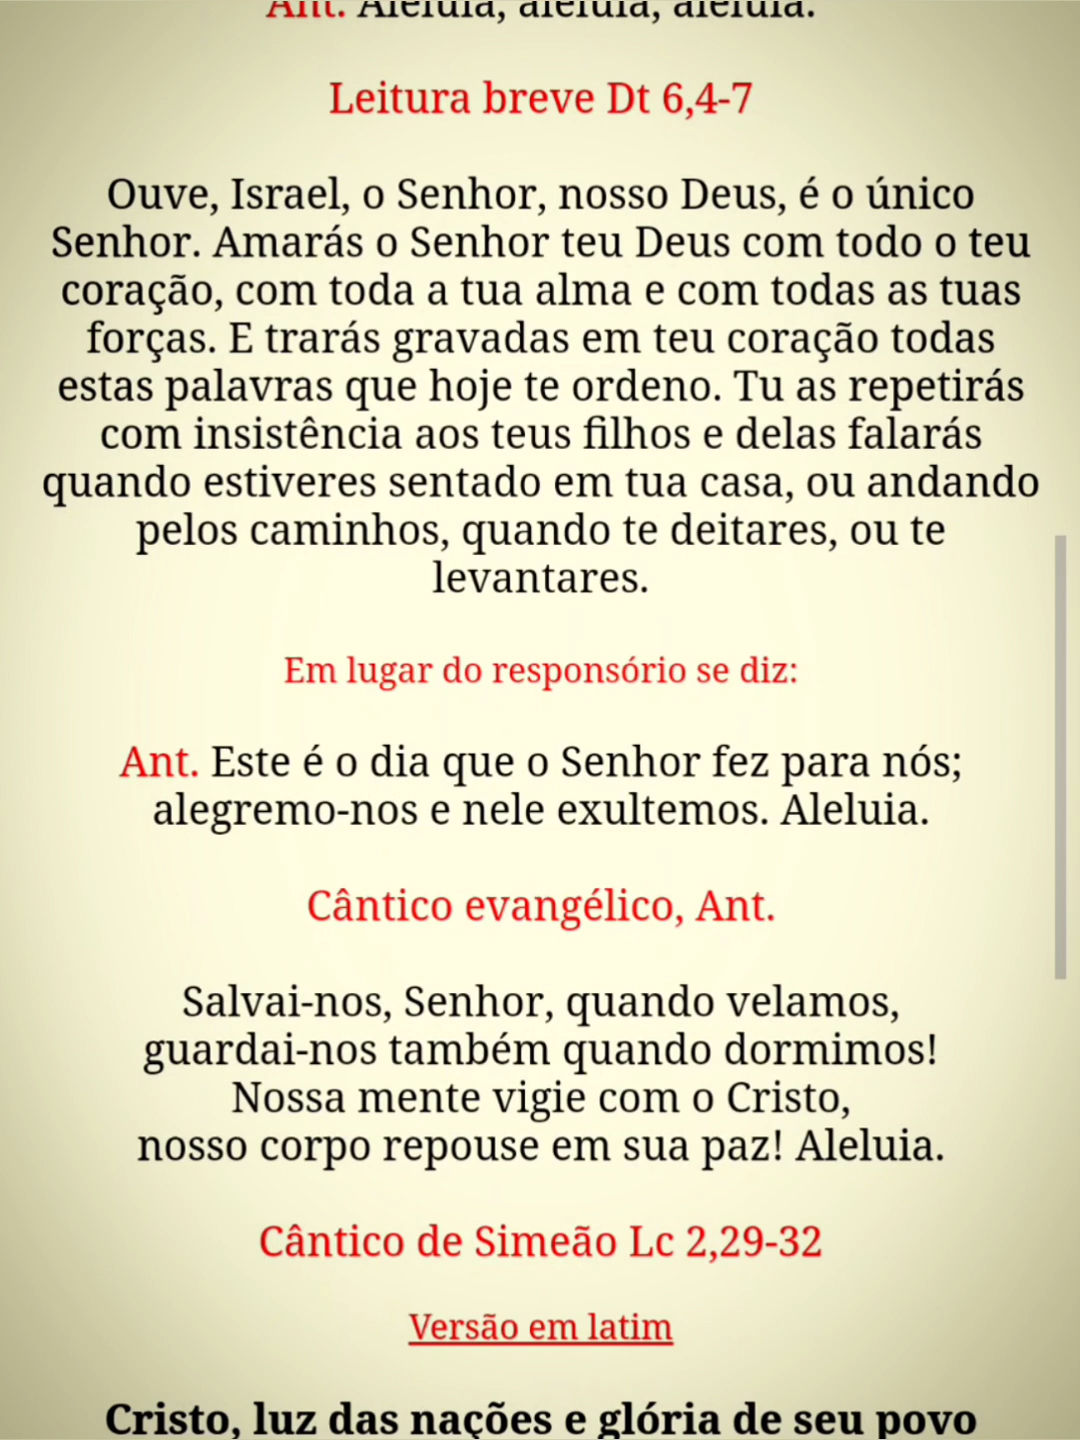 Ant. Aleluia, aleluia, aleluia.
Leitura breve Dt 6,4-7
Ouve, Israel, o Senhor, nosso Deus, é o único
Senhor. Amarás o Senhor teu Deus com todo o teu
coração, com toda a tua alma e com todas as tuas
forças. E trarás gravadas em teu coração todas
estas palavras que hoje te ordeno. Tu as repetirás
com insistência aos teus filhos e delas falarás
quando estiveres sentado em tua casa, ou andando
pelos caminhos, quando te deitares, ou te
levantares.
Em lugar do responsório se diz:
Ant. Este é o dia que o Senhor fez para nós;
alegremo-nos e nele exultemos. Aleluia.
Cântico evangélico, Ant.
Salvai-nos, Senhor, quando velamos,
guardai-nos também quando dormimos!
Nossa mente vigie com o Cristo,
nosso corpo repouse em sua paz! Aleluia.
Cântico de Simeão Lc 2,29-32
Versão em latim
Cristo, luz das nações e glória de seu povo